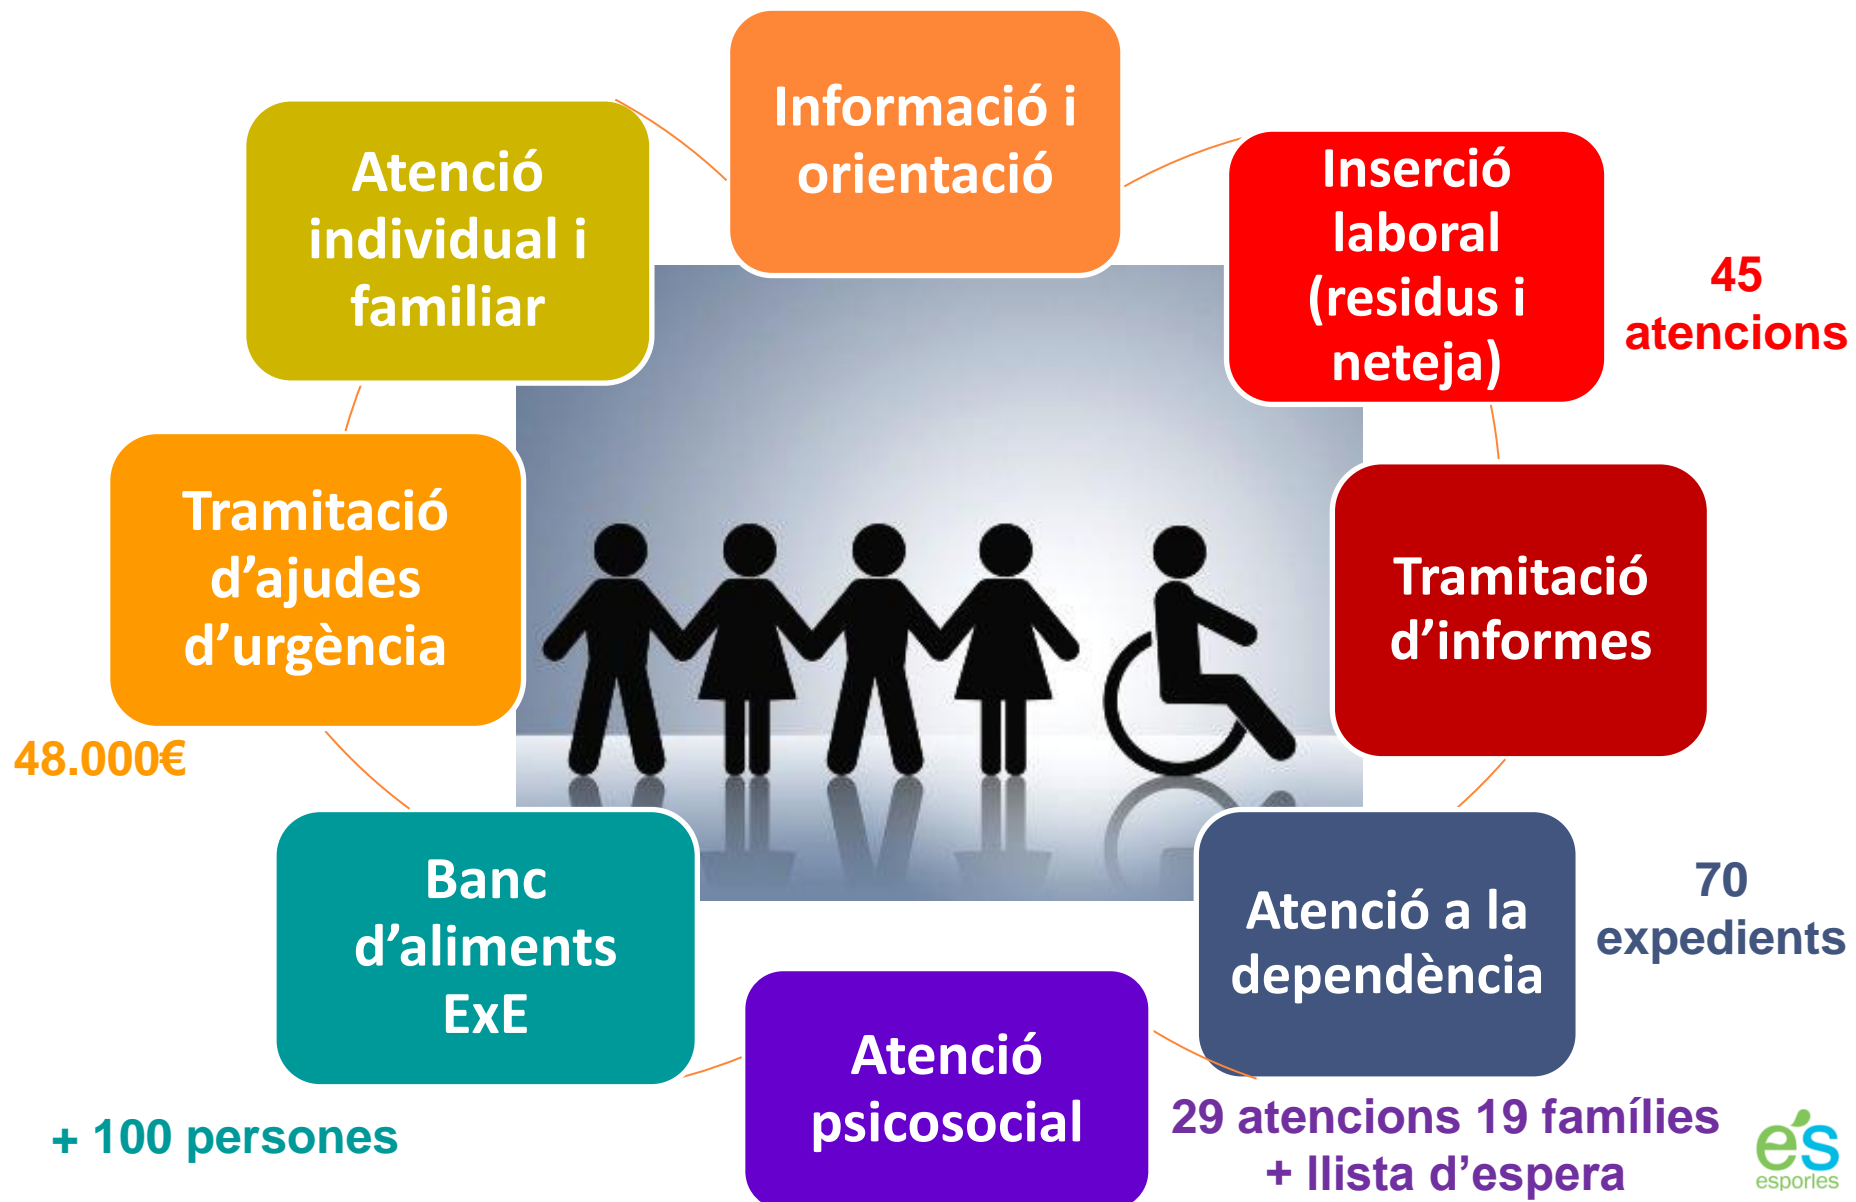 Informació i
orientació
Inserció
laboral
(residus i
neteja)
45
atencions
Tramitació
d’informes
Atenció a la
dependència
70
expedients
Atenció
psicosocial
29 atencions 19 famílies
+ llista d’espera
Banc
d’aliments
ExE
+ 100 persones
Tramitació
d’ajudes
d’urgència
48.000€
Atenció
individual i
familiar
és
esporles